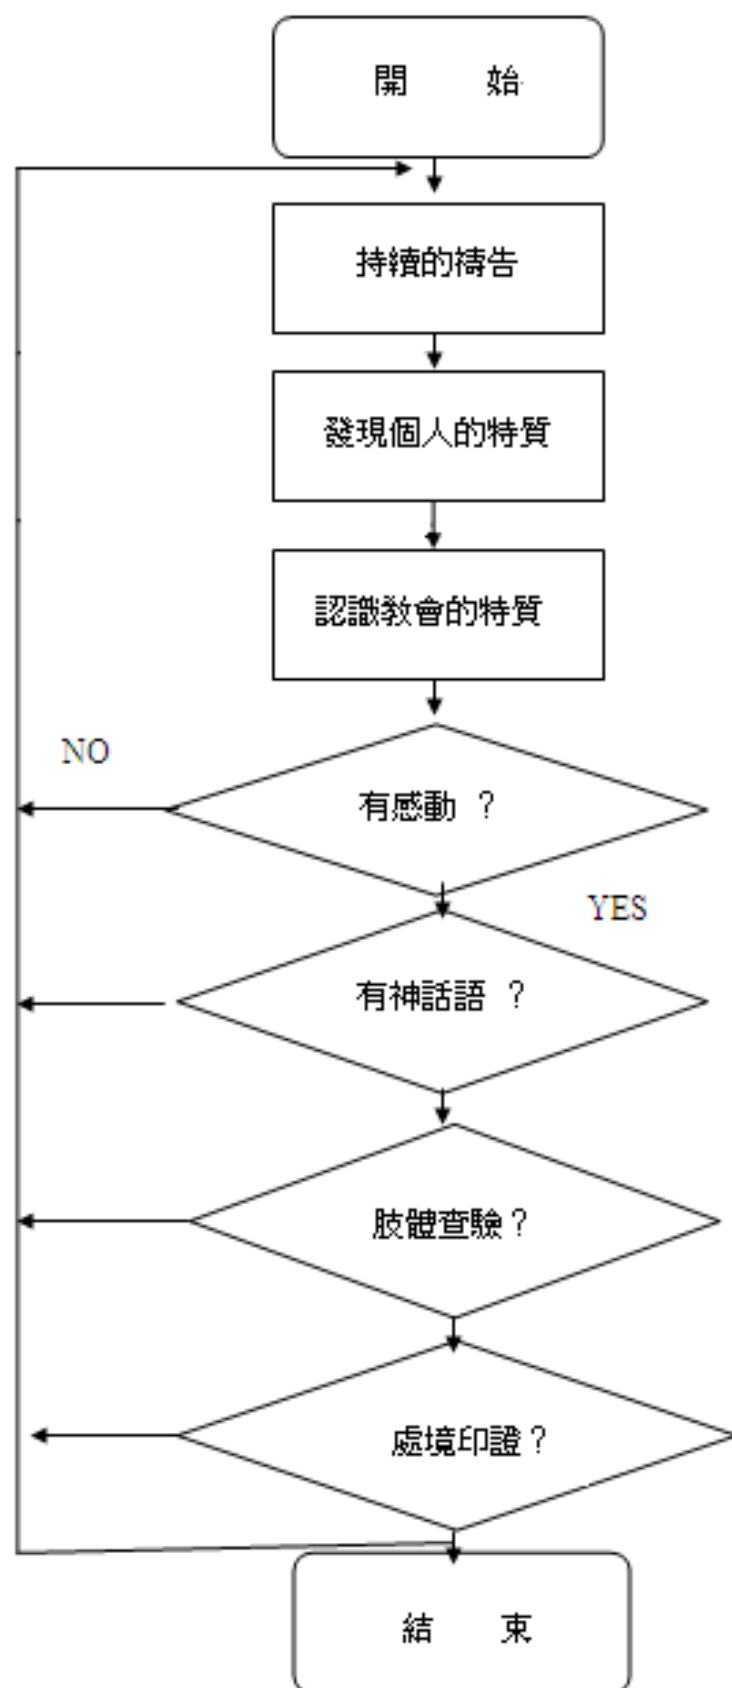 開 始
持續的禱告
發現個人的特質
認識教會的特質
NO
有感動 ？
YES
有神話語 ？
肢體查驗？
處境印證？
結 束